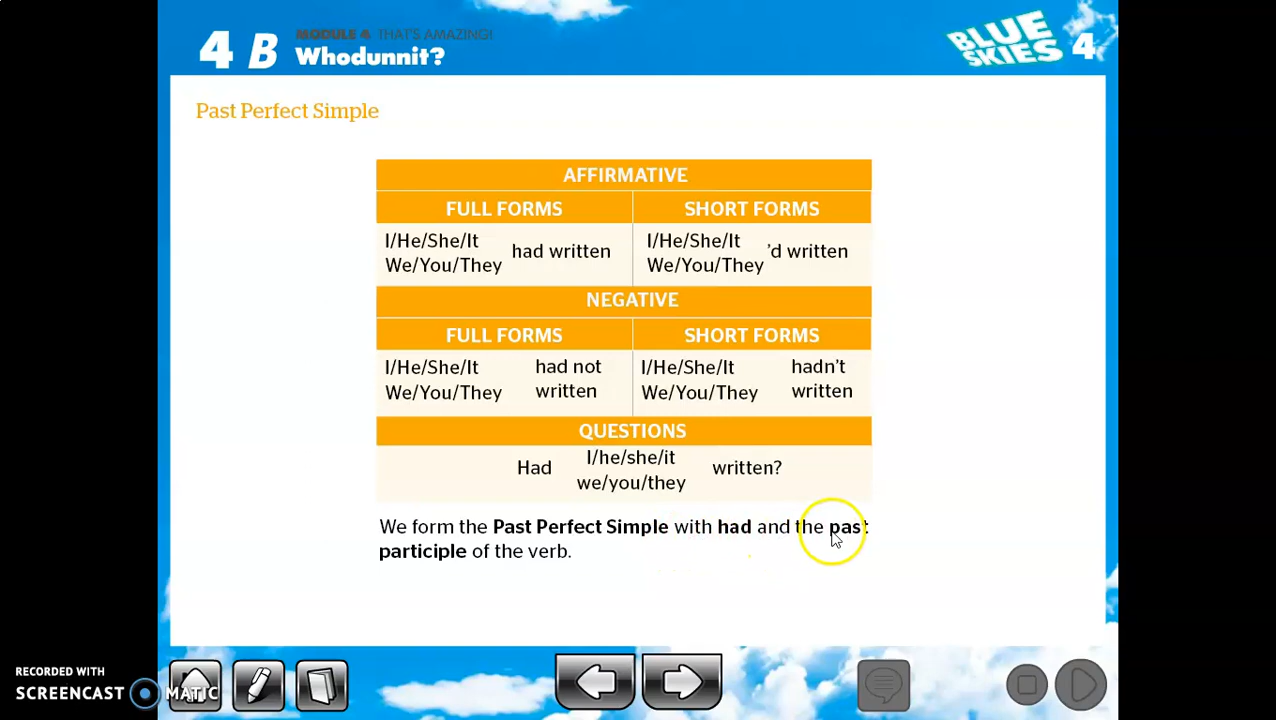 4 B
MODULE 4 THAT'S AMAZING!
Whodunnit?
BLUE
SKIES 4
Past Perfect Simple
AFFIRMATIVE
FULL FORMS
SHORT FORMS
I/He/She/It
We/You/They
had written
I/He/She/It
We/You/They
’d written
NEGATIVE
FULL FORMS
SHORT FORMS
I/He/She/It
We/You/They
had not
written
I/He/She/It
We/You/They
hadn’t
written
QUESTIONS
Had
I/he/she/it
we/you/they
written?
We form the Past Perfect Simple with had and the past
participle of the verb.
RECORDED WITH
SCREENCAST MATIC